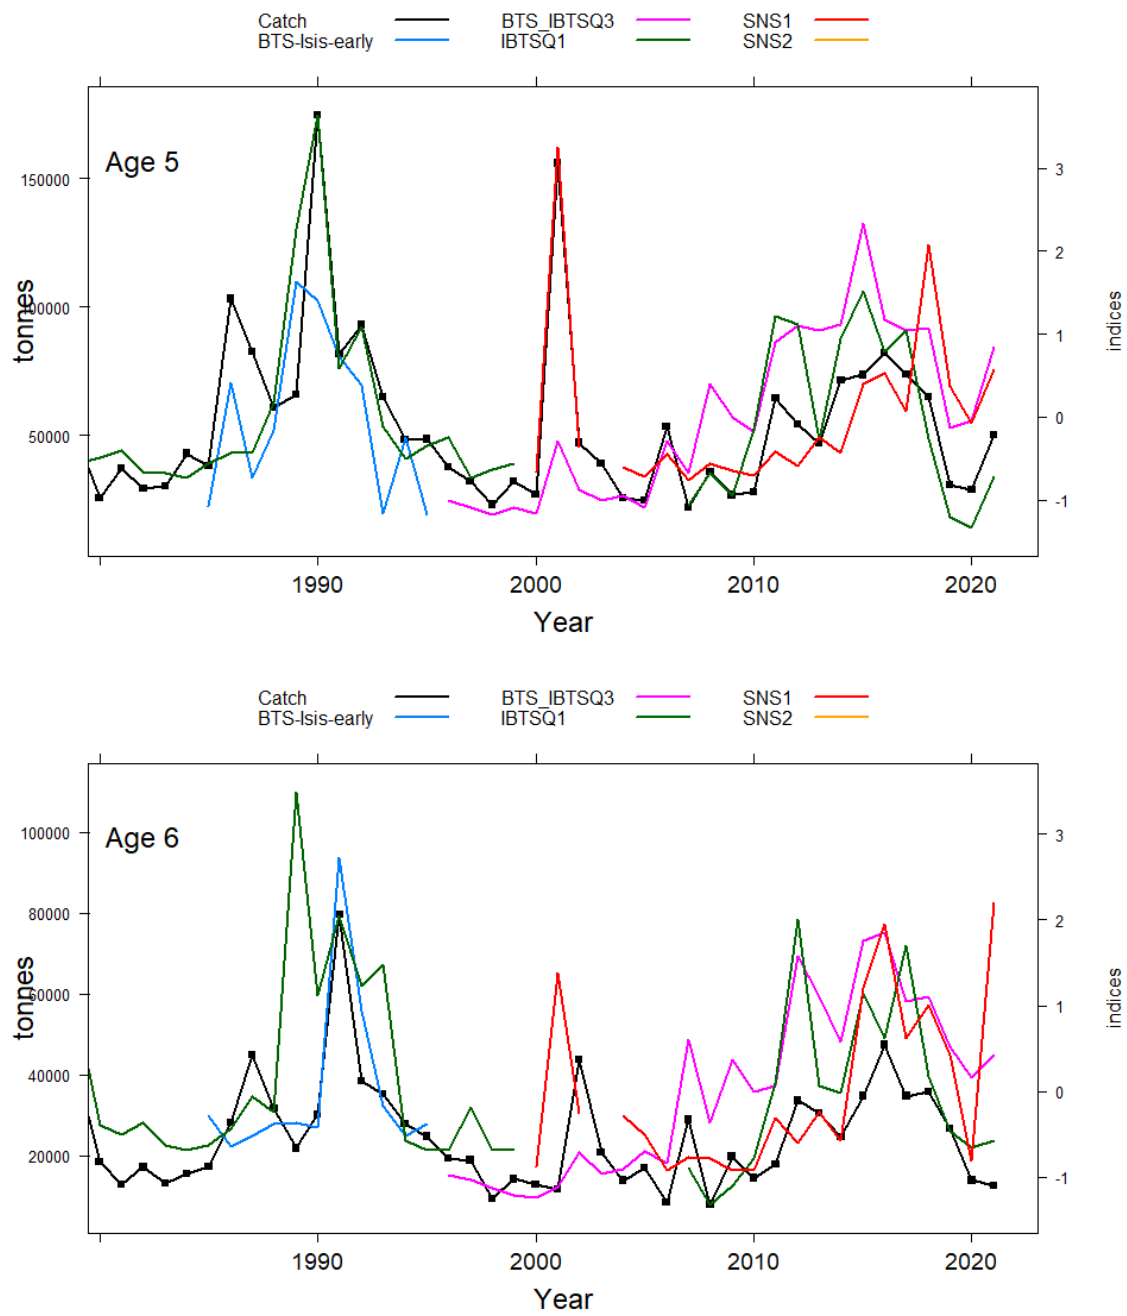 Catch BTS_IBTSQ3 SNS1
BTS-Isis-early IBTSQ1 SNS2
Age 5
150000
100000
50000
tonnes
3
2
1
0
-1
indices
1990 2000 2010 2020
Year
Catch BTS_IBTSQ3 SNS1
BTS-Isis-early IBTSQ1 SNS2
Age 6
100000
80000
60000
40000
20000
tonnes
3
2
1
0
-1
indices
1990 2000 2010 2020
Year